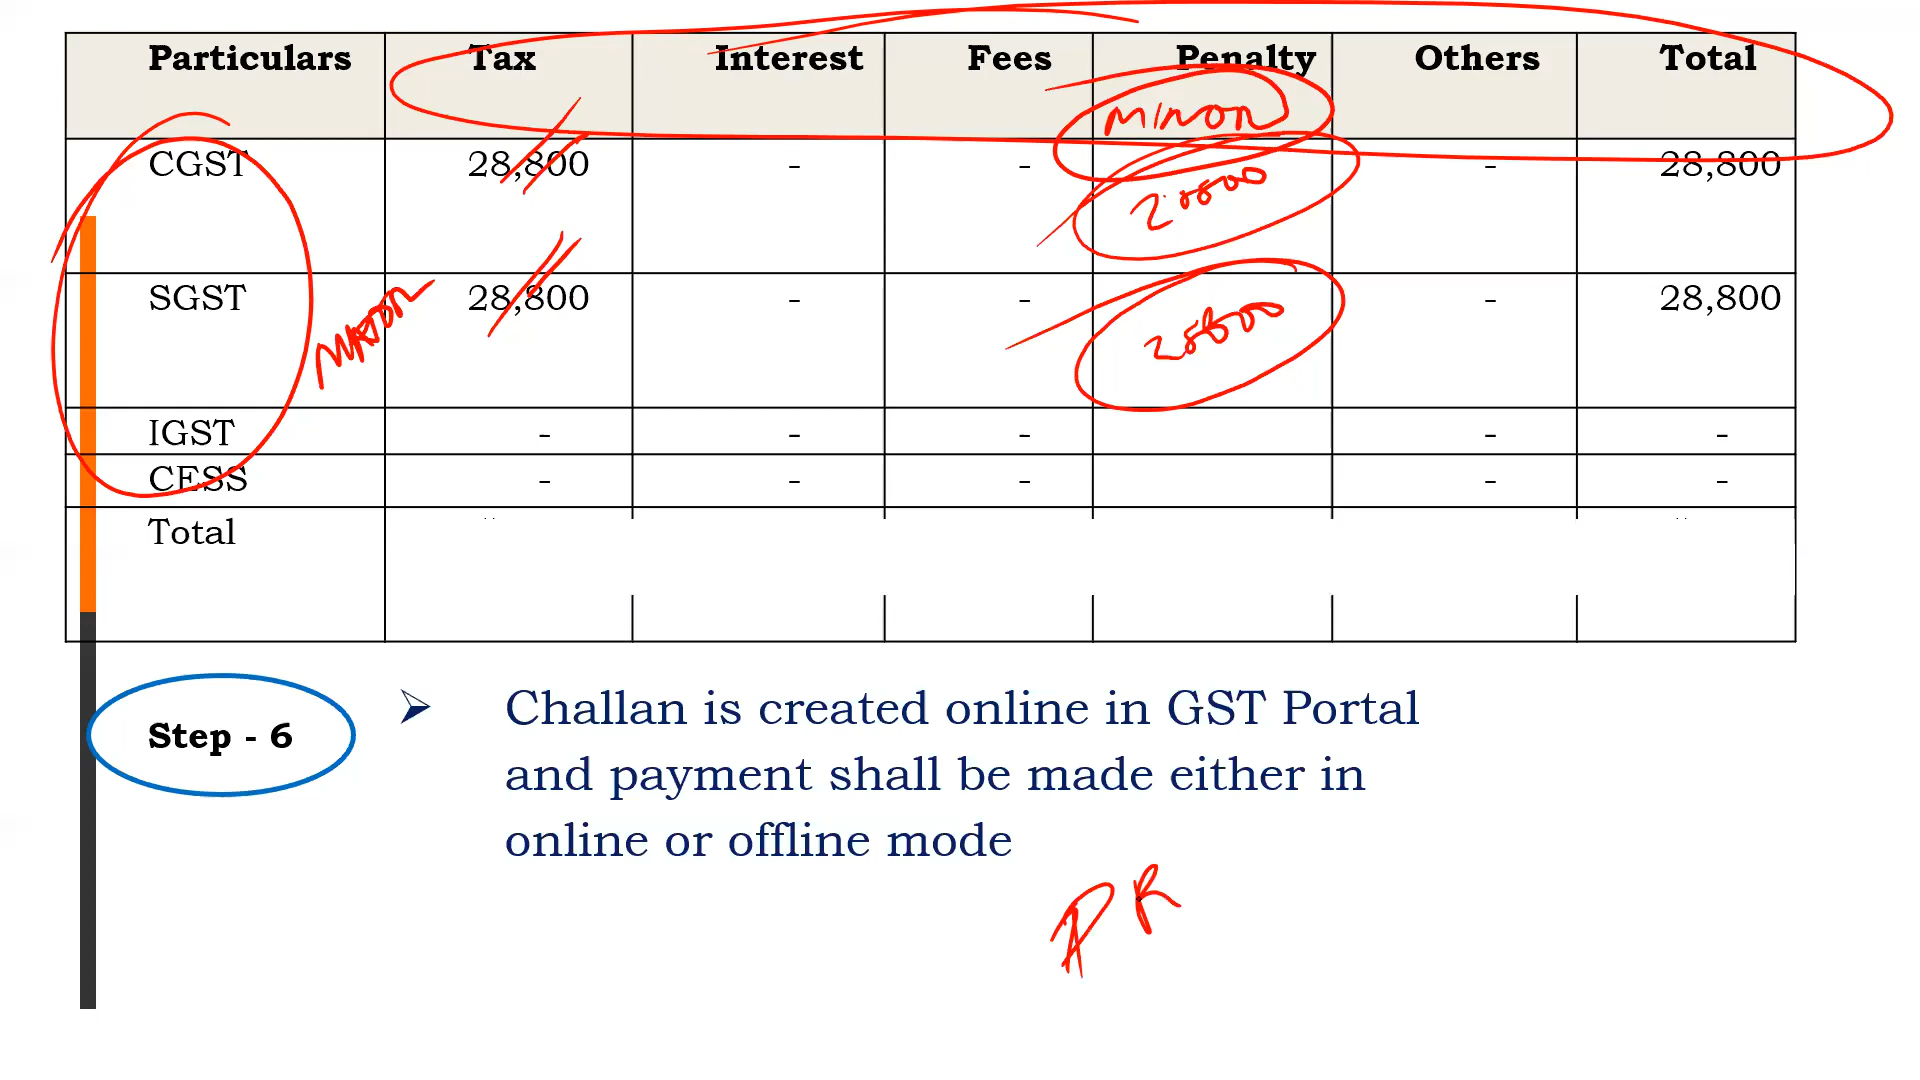 Particulars Tax Interest Fees Penalty Others Total
MINOR
CGST 28,800 - - 28800 - 28,800
SGST 28,800 - - 28800 - 28,800
MAJOR
IGST - - - - -
CESS - - - - -
Total
Step - 6
➢ Challan is created online in GST Portal
and payment shall be made either in
online or offline mode
PR